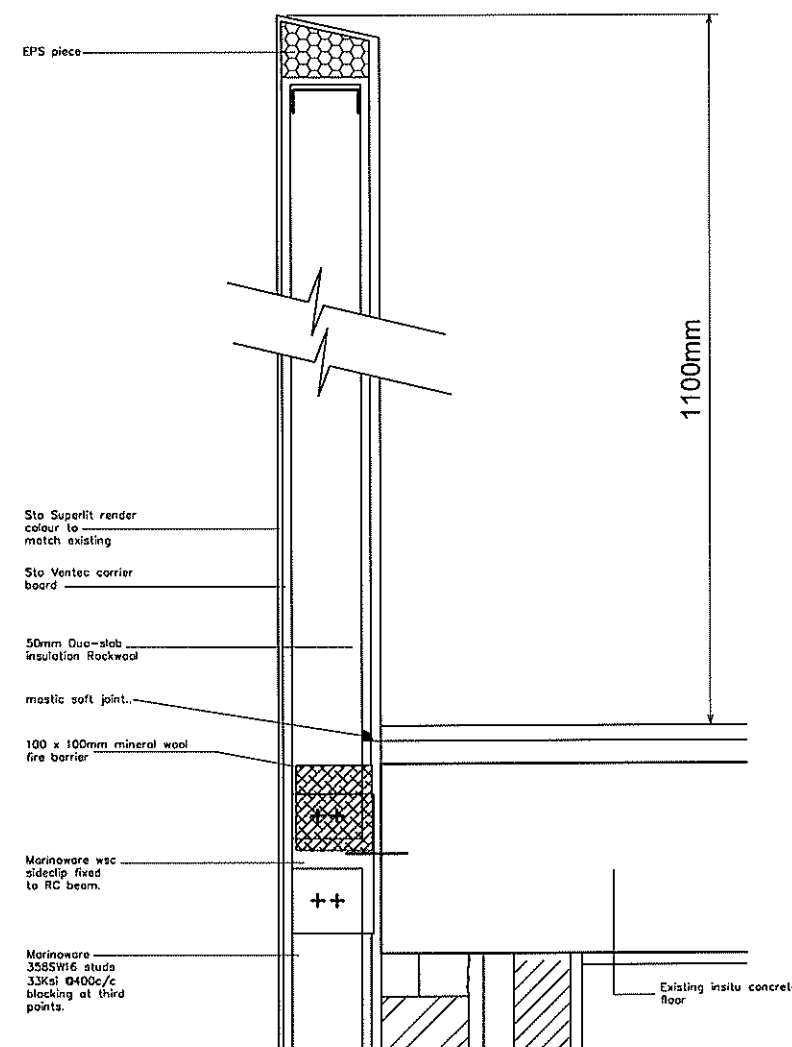 EPS piece
1100mm
Sto Superlit render
colour to
match existing
Sto Ventec carrier
board
50mm Duo-slab
insulation Rockwool
mastic soft joint..
100 x 100mm mineral wool
fire barrier
Marinoware wsc
sideclip fixed
to RC beam.
Marinoware
358SW16 studs
33Ksi @400c/c
blocking at third
points.
Existing insitu concrete
floor